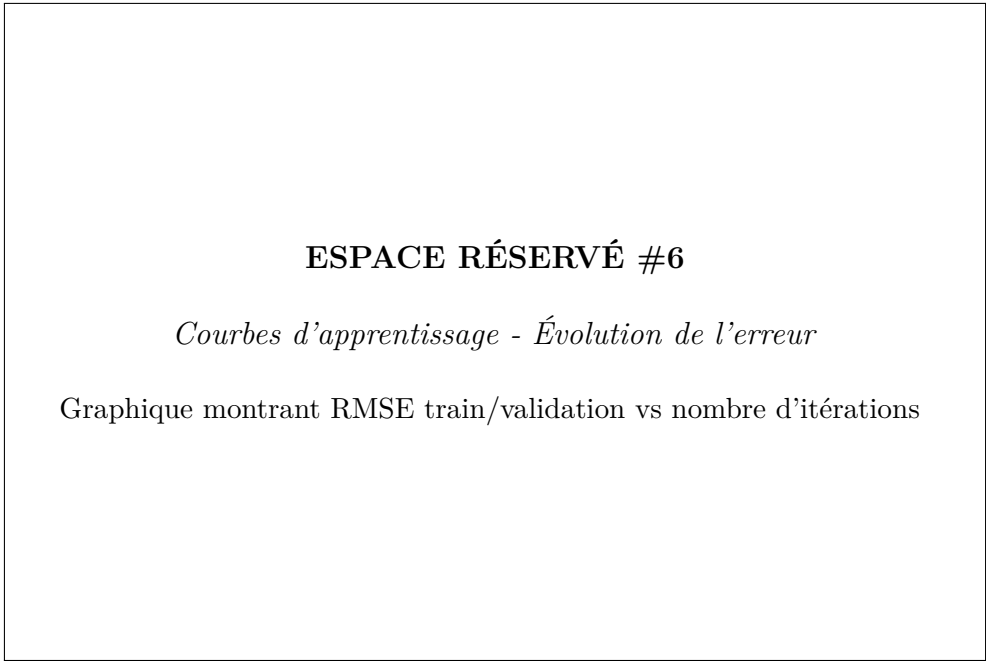 ESPACE RÉSERVÉ #6
Courbes d'apprentissage - Évolution de l'erreur
Graphique montrant RMSE train/validation vs nombre d'itérations